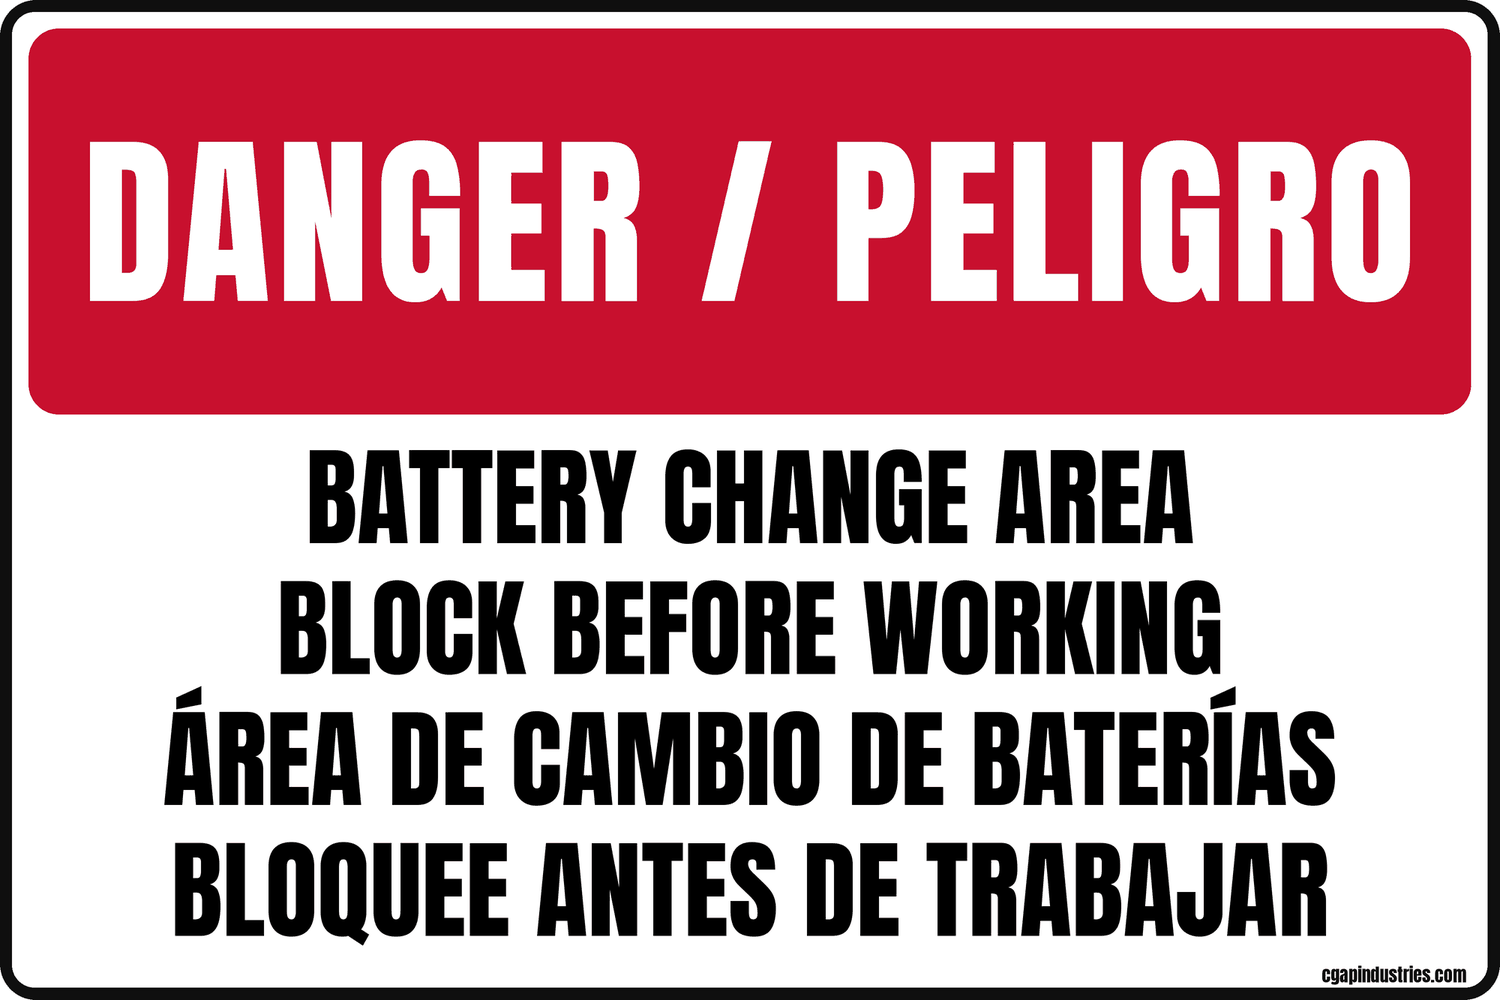 DANGER / PELIGRO
BATTERY CHANGE AREA
BLOCK BEFORE WORKING
ÁREA DE CAMBIO DE BATERÍAS
BLOQUEE ANTES DE TRABAJAR
cgapindustries.com